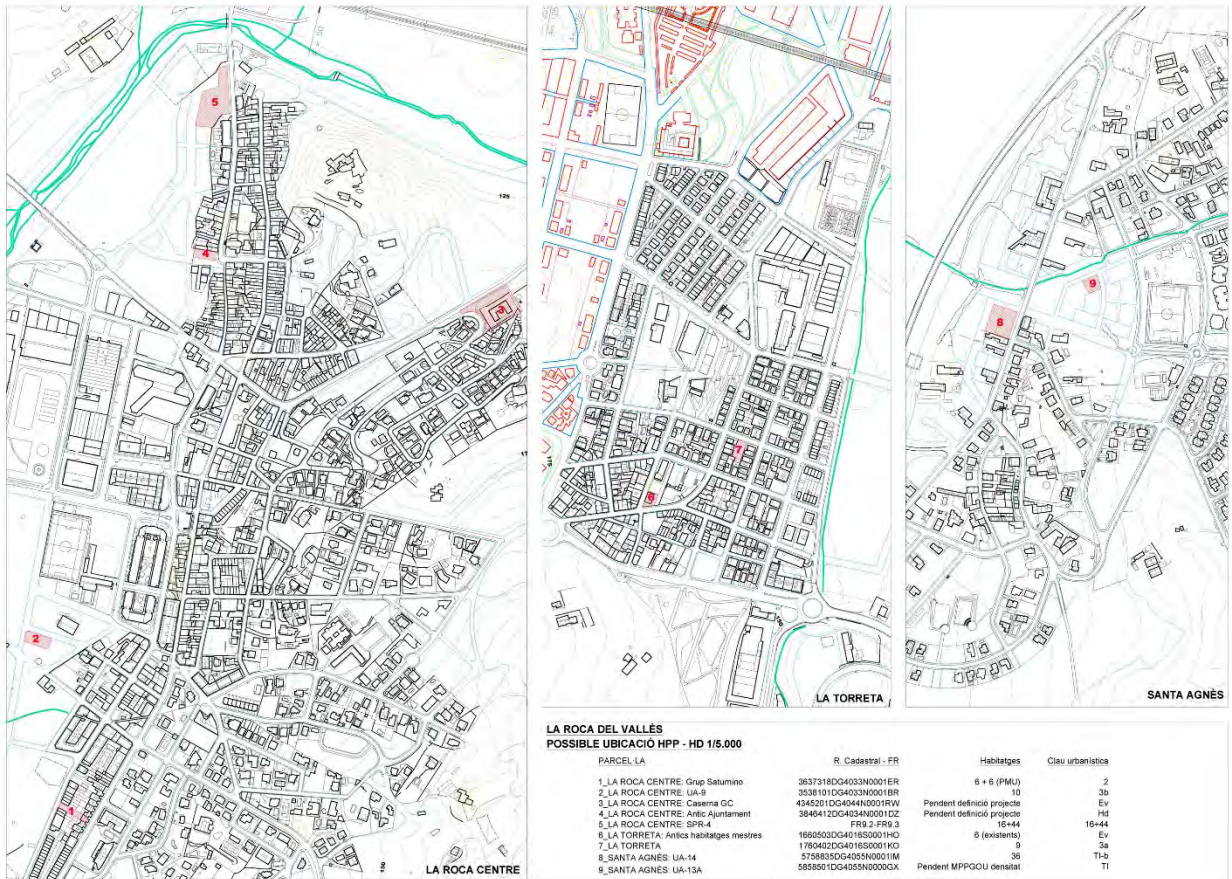 5
125
4
3
2
1
150
LA ROCA CENTRE
7
6
LA TORRETA
9
8
SANTA AGNÈS
LA ROCA DEL VALLÈS
POSSIBLE UBICACIÓ HPP - HD 1/5.000
PARCEL·LA R. Cadastral - FR Habitatges Clau urbanística
1_LA ROCA CENTRE: Grup Saturnino 3637318DG4033N0001ER 6 + 6 (PMU) 2
2_LA ROCA CENTRE: UA-9 3538101DG4033N0001BR 10 3b
3_LA ROCA CENTRE: Caserna GC 4345201DG4044N0001RW Pendent definició projecte Ev
4_LA ROCA CENTRE: Antic Ajuntament 3846412DG4034N0001DZ Pendent definició projecte Hd
5_LA ROCA CENTRE: SPR-4 FR9.2-FR9.3 16+44 16+44
6_LA TORRETA: Antics habitatges mestres 1660503DG4016S0001HO 6 (existents) Ev
7_LA TORRETA 1760402DG4016S0001KO 9 3a
8_SANTA AGNÈS: UA-14 5758835DG4055N0001IM 36 TI-b
9_SANTA AGNÈS: UA-13A 5858501DG4055N0000GX Pendent MPPGOU densitat TI